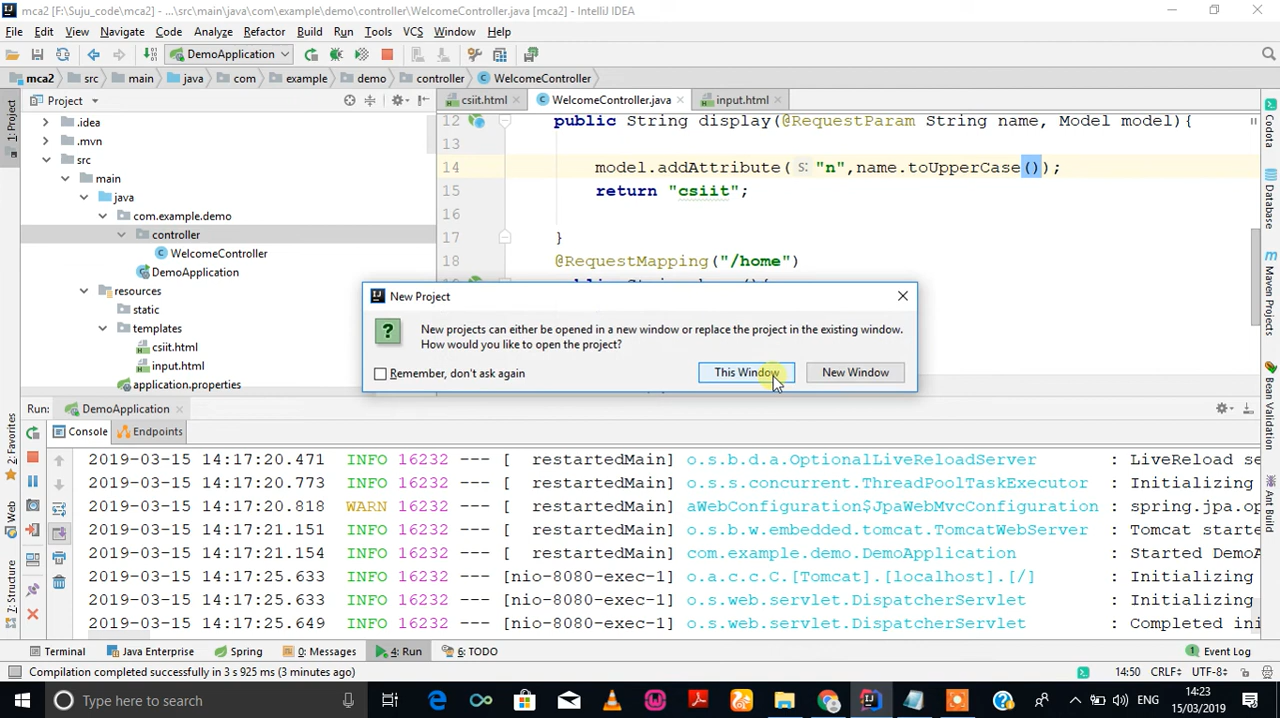 mca2 [D:\Suju_code\mca2] - ...\src\main\java\com\example\demo\controller\WelcomeController.java [mca2] - IntelliJ IDEA
File Edit View Navigate Code Analyze Refactor Build Run Tools VCS Window Help
DemoApplication
mca2 src main java com example demo controller WelcomeController
Project
csiit.html WelcomeController.java input.html
1: Project
.idea
.mvn
src
main
java
com.example.demo
controller
WelcomeController
DemoApplication
resources
static
templates
csiit.html
input.html
application.properties
12 public String display(@RequestParam String name, Model model){
13
14 model.addAttribute( s: "n",name.toUpperCase());
15 return "csiit";
16
17 }
18 @RequestMapping("/home")
Database
Maven Projects
Bean Validation
Ant Build
New Project
New projects can either be opened in a new window or replace the project in the existing window.
How would you like to open the project?
Remember, don't ask again
This Window New Window
Run: DemoApplication
Console Endpoints
2: Favorites
Web
Z: Structure
2019-03-15 14:17:20.471 INFO 16232 --- [ restartedMain] o.s.b.d.a.OptionalLiveReloadServer : LiveReload se
2019-03-15 14:17:20.773 INFO 16232 --- [ restartedMain] o.s.s.concurrent.ThreadPoolTaskExecutor : Initializing
2019-03-15 14:17:20.818 WARN 16232 --- [ restartedMain] aWebConfiguration$JpaWebMvcConfiguration : spring.jpa.op
2019-03-15 14:17:21.151 INFO 16232 --- [ restartedMain] o.s.b.w.embedded.tomcat.TomcatWebServer : Tomcat starte
2019-03-15 14:17:21.154 INFO 16232 --- [ restartedMain] com.example.demo.DemoApplication : Started DemoA
2019-03-15 14:17:25.633 INFO 16232 --- [nio-8080-exec-1] o.a.c.c.C.[Tomcat].[localhost].[/] : Initializing
2019-03-15 14:17:25.633 INFO 16232 --- [nio-8080-exec-1] o.s.web.servlet.DispatcherServlet : Initializing
2019-03-15 14:17:25.649 INFO 16232 --- [nio-8080-exec-1] o.s.web.servlet.DispatcherServlet : Completed ini
Terminal Java Enterprise Spring 0: Messages 4: Run 6: TODO Event Log
Compilation completed successfully in 3 s 925 ms (3 minutes ago) 14:50 CRLF÷ UTF-8÷
Type here to search ENG 14:23
15/03/2019